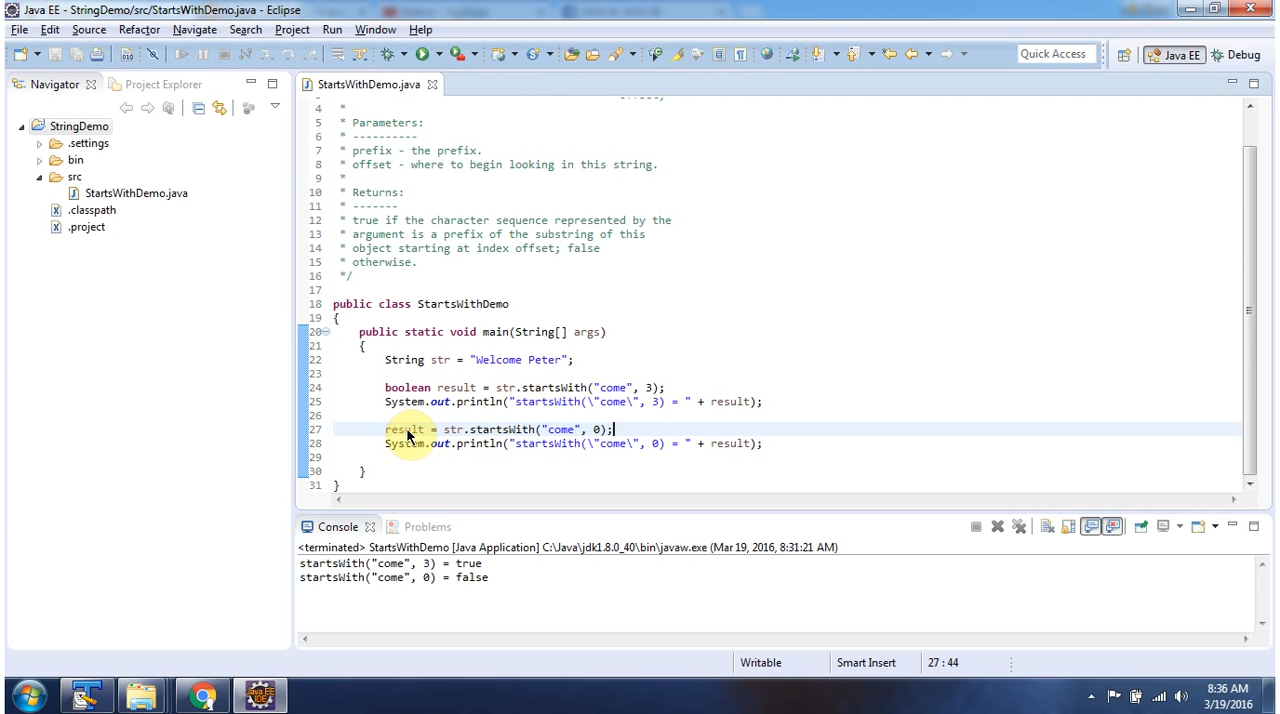 Java EE - StringDemo/src/StartsWithDemo.java - Eclipse
File Edit Source Refactor Navigate Search Project Run Window Help
Quick Access
Java EE
Debug
Navigator
Project Explorer
StringDemo
.settings
bin
src
StartsWithDemo.java
.classpath
.project
StartsWithDemo.java
4 *
5 * Parameters:
6 * ----------
7 * prefix - the prefix.
8 * offset - where to begin looking in this string.
9 *
10 * Returns:
11 * -------
12 * true if the character sequence represented by the
13 * argument is a prefix of the substring of this
14 * object starting at index offset; false
15 * otherwise.
16 */
17
18 public class StartsWithDemo
19 {
20 public static void main(String[] args)
21 {
22 String str = "Welcome Peter";
23
24 boolean result = str.startsWith("come", 3);
25 System.out.println("startsWith(\"come\", 3) = " + result);
26
27 result = str.startsWith("come", 0);
28 System.out.println("startsWith(\"come\", 0) = " + result);
29
30 }
31 }
Console
Problems
<terminated> StartsWithDemo [Java Application] C:\Java\jdk1.8.0_40\bin\javaw.exe (Mar 19, 2016, 8:31:21 AM)
startsWith("come", 3) = true
startsWith("come", 0) = false
Writable
Smart Insert
27 : 44
Java EE
IDE
8:36 AM
3/19/2016